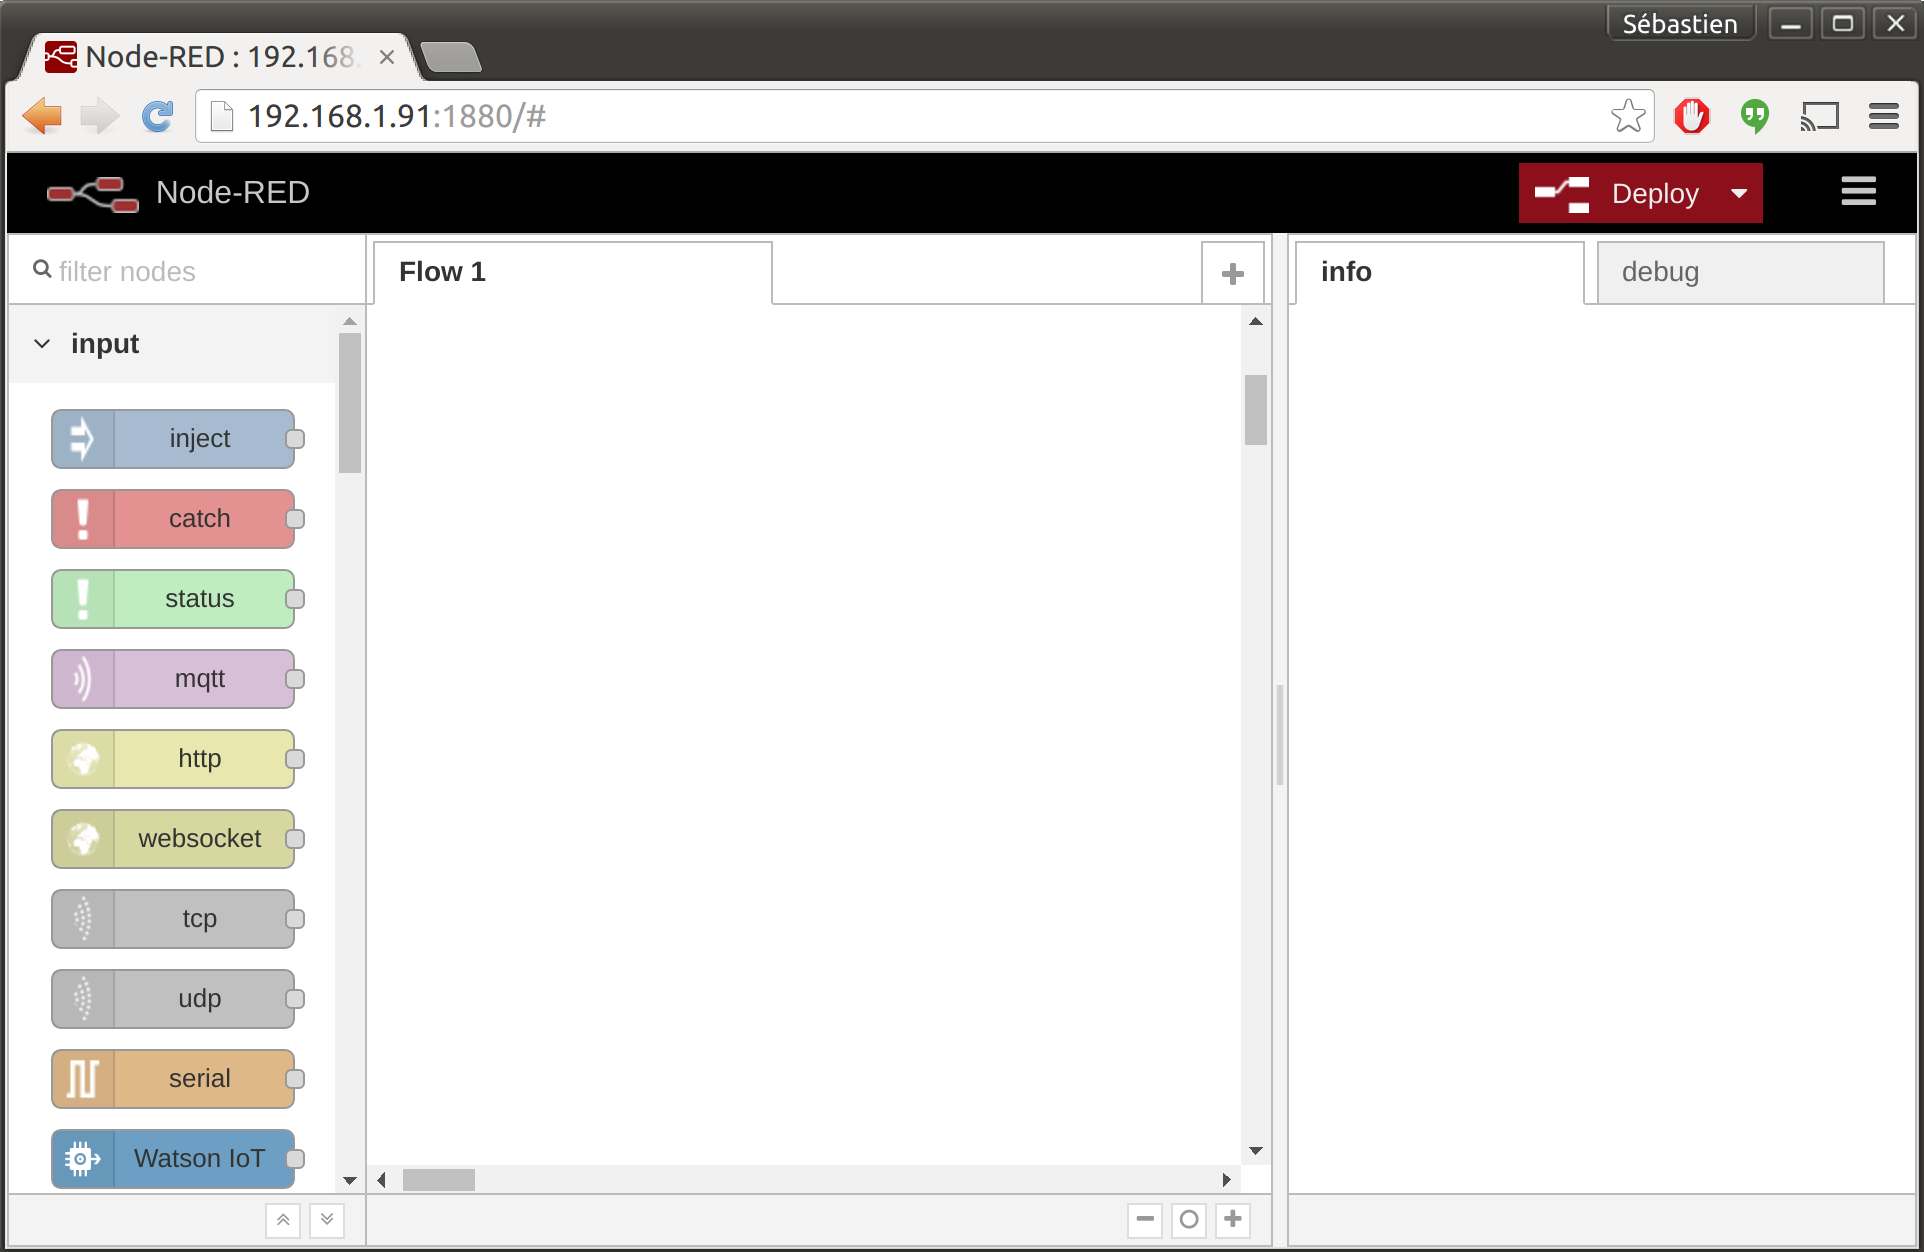 Sébastien
Node-RED : 192.168.
192.168.1.91:1880/#
Node-RED
Deploy
filter nodes
Flow 1
info
debug
input
inject
catch
status
mqtt
http
websocket
tcp
udp
serial
Watson IoT